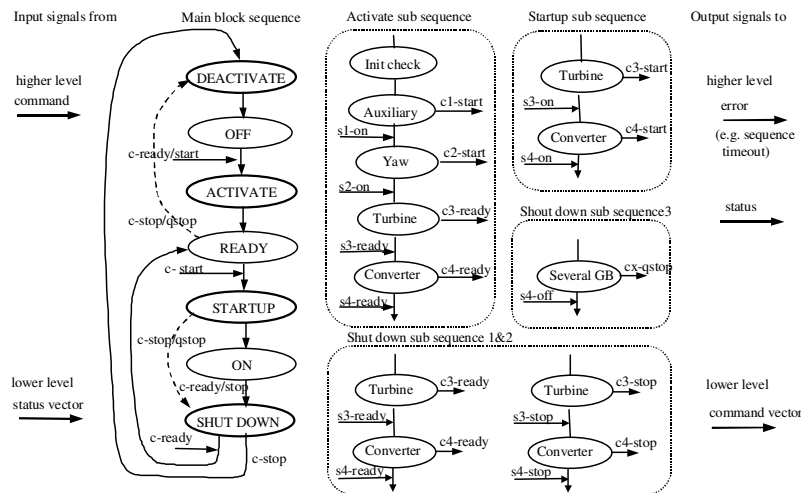 Input signals from
higher level
command
lower level
status vector
Main block sequence
DEACTIVATE
OFF
c-ready/start
ACTIVATE
c-stop/qstop
READY
c- start
STARTUP
c-stop/qstop
ON
c-ready/stop
SHUT DOWN
c-ready
c-stop
Activate sub sequence
Init check
Auxiliary
c1-start
s1-on
Yaw
c2-start
s2-on
Turbine
c3-ready
s3-ready
Converter
c4-ready
s4-ready
Startup sub sequence
Turbine
c3-start
s3-on
Converter
c4-start
s4-on
Shout down sub sequence3
Several GB
cx-qstop
s4-off
Shut down sub sequence 1&2
Turbine
c3-ready
s3-ready
Converter
c4-ready
s4-ready
Turbine
c3-stop
s3-stop
Converter
c4-stop
s4-stop
Output signals to
higher level
error
(e.g. sequence
timeout)
status
lower level
command vector